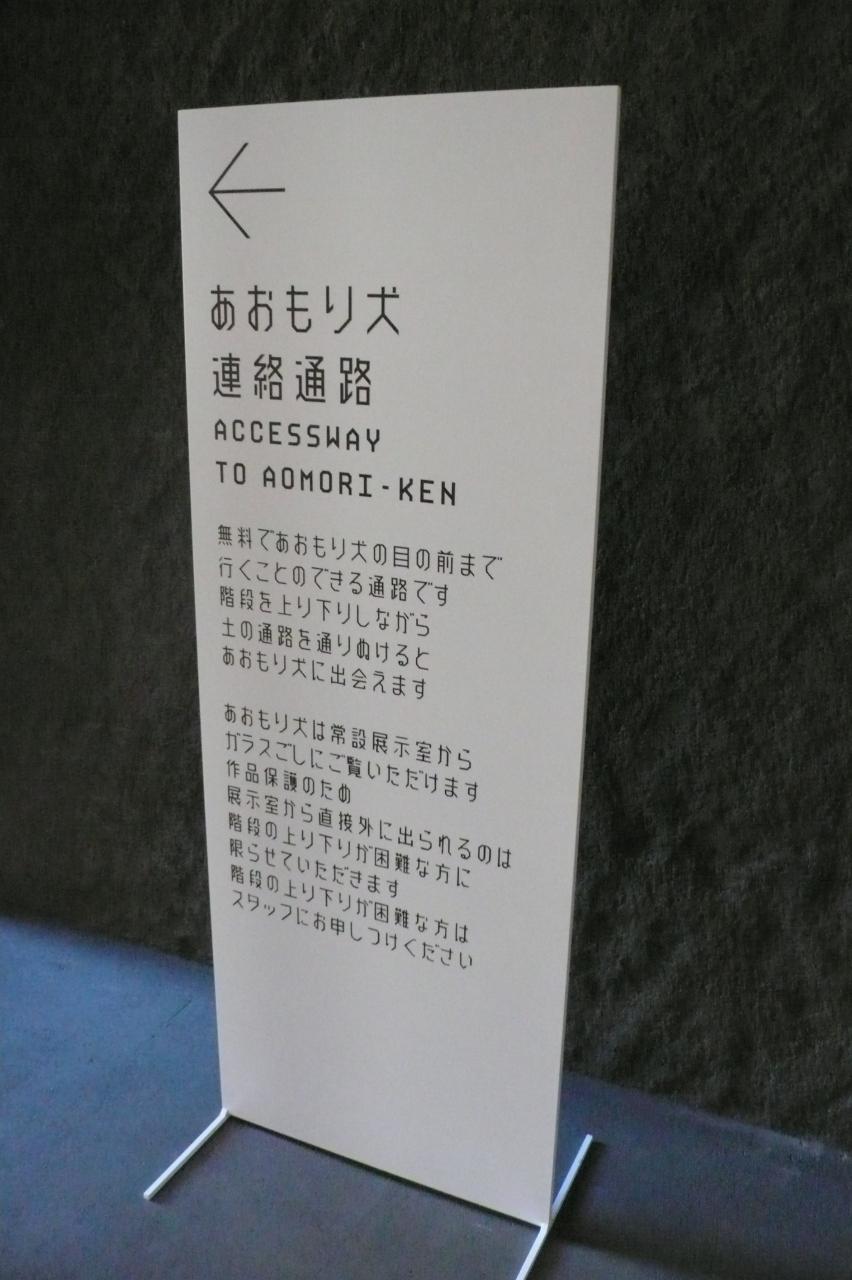 あおもり犬
連絡通路
ACCESSWAY
TO AOMORI-KEN
無料であおもり犬の目の前まで
行くことのできる通路です
階段を上り下りしながら
土の通路を通りぬけると
あおもり犬に出会えます
あおもり犬は常設展示室から
ガラスごしにご覧いただけます
作品保護のため
展示室から直接外に出られるのは
階段の上り下りが困難な方に
限らせていただきます
階段の上り下りが困難な方は
スタッフにお申しつけください